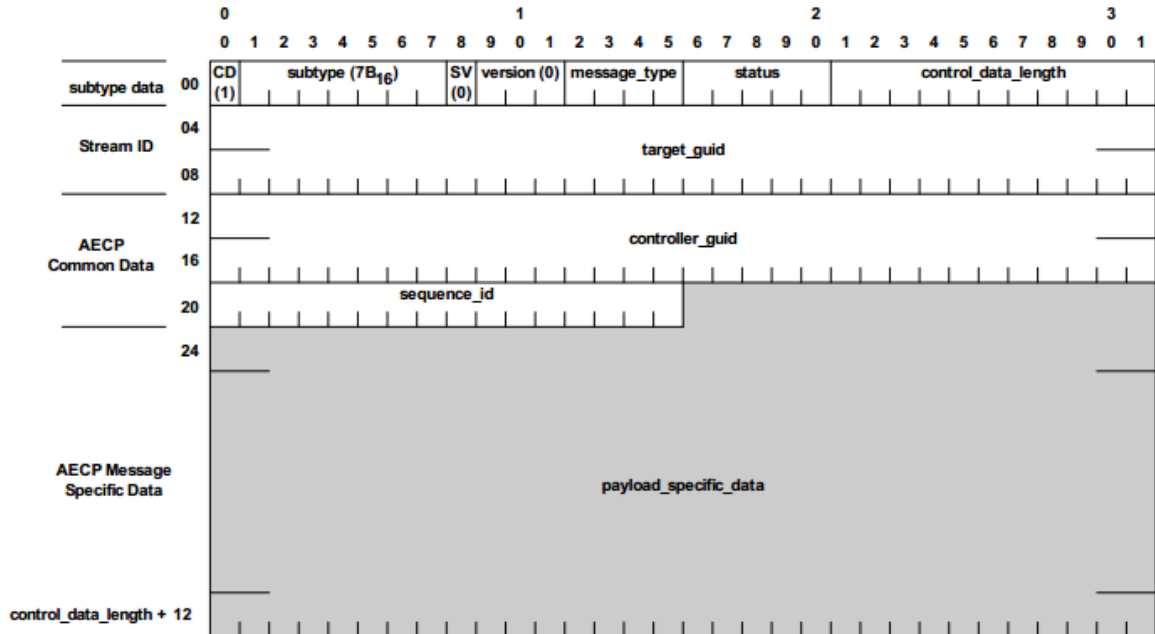 0 1 2 3
0 1 2 3 4 5 6 7 8 9 0 1 2 3 4 5 6 7 8 9 0 1 2 3 4 5 6 7 8 9 0 1
subtype data 00 CD (1) subtype (7B16) SV (0) version (0) message_type status control_data_length
04
Stream ID target_guid
08
12
AECP Common Data controller_guid
16
sequence_id
20
24
AECP Message
Specific Data payload_specific_data
control_data_length + 12